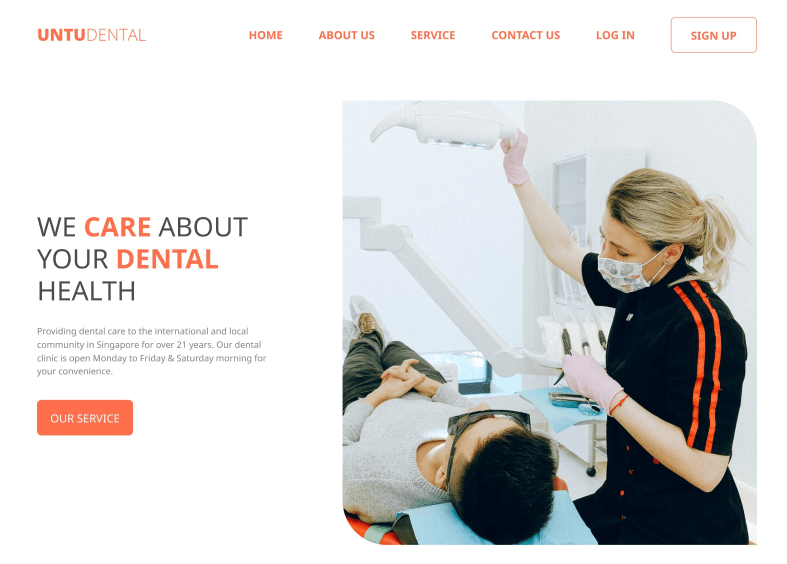 UNTUDENTAL
HOME ABOUT US SERVICE CONTACT US LOG IN SIGN UP
WE CARE ABOUT
YOUR DENTAL
HEALTH
Providing dental care to the international and local
community in Singapore for over 21 years. Our dental
clinic is open Monday to Friday & Saturday morning for
your convenience.
OUR SERVICE